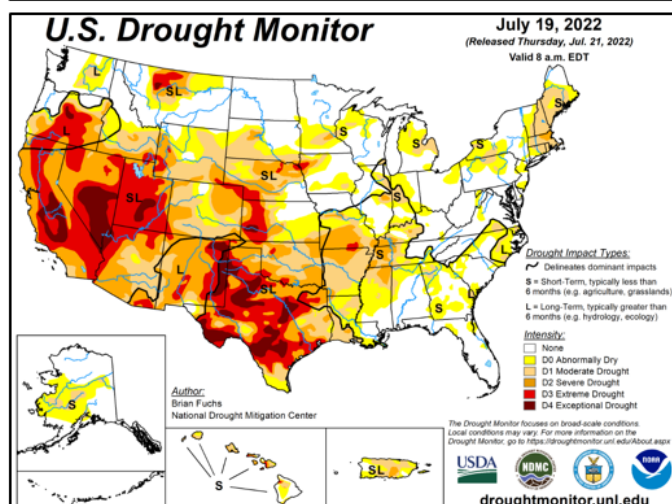 U.S. Drought Monitor
July 19, 2022
(Released Thursday, Jul. 21, 2022)
Valid 8 a.m. EDT
L
SL
S
S
S
S
L
SL
SL
S
S
L
SL
S
L
S
L
Drought Impact Types:
Delineates dominant impacts
S = Short-Term, typically less than
6 months (e.g. agriculture, grasslands)
L = Long-Term, typically greater than
6 months (e.g. hydrology, ecology)
Intensity:
None
D0 Abnormally Dry
D1 Moderate Drought
D2 Severe Drought
D3 Extreme Drought
D4 Exceptional Drought
S
Author:
Brian Fuchs
National Drought Mitigation Center
S
SL
The Drought Monitor focuses on broad-scale conditions.
Local conditions may vary. For more information on the
Drought Monitor, go to https://droughtmonitor.unl.edu/About.aspx
USDA
NDMC
NOAA
droughtmonitor.unl.edu